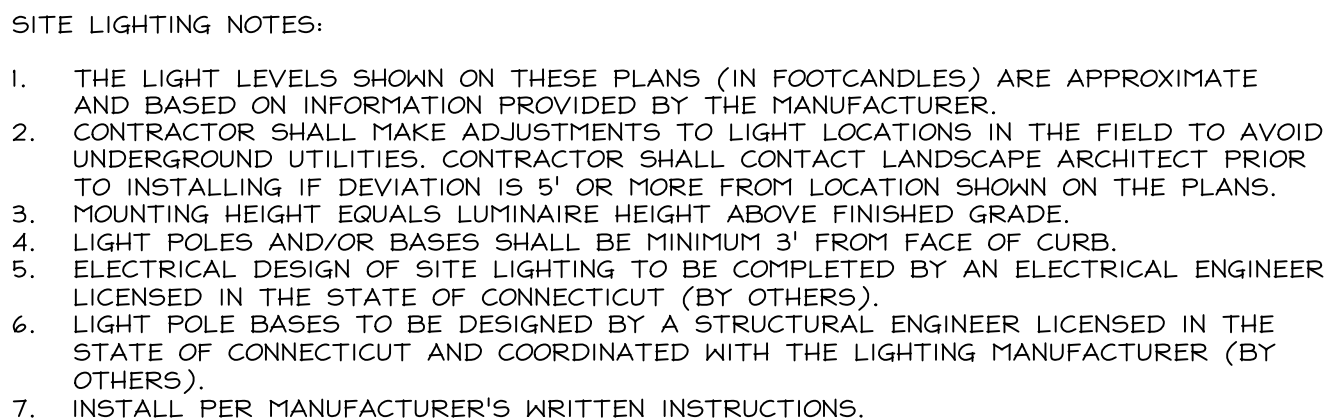 SITE LIGHTING NOTES:
1. THE LIGHT LEVELS SHOWN ON THESE PLANS (IN FOOTCANDLES) ARE APPROXIMATE
AND BASED ON INFORMATION PROVIDED BY THE MANUFACTURER.
2. CONTRACTOR SHALL MAKE ADJUSTMENTS TO LIGHT LOCATIONS IN THE FIELD TO AVOID
UNDERGROUND UTILITIES. CONTRACTOR SHALL CONTACT LANDSCAPE ARCHITECT PRIOR
TO INSTALLING IF DEVIATION IS 5' OR MORE FROM LOCATION SHOWN ON THE PLANS.
3. MOUNTING HEIGHT EQUALS LUMINAIRE HEIGHT ABOVE FINISHED GRADE.
4. LIGHT POLES AND/OR BASES SHALL BE MINIMUM 3' FROM FACE OF CURB.
5. ELECTRICAL DESIGN OF SITE LIGHTING TO BE COMPLETED BY AN ELECTRICAL ENGINEER
LICENSED IN THE STATE OF CONNECTICUT (BY OTHERS).
6. LIGHT POLE BASES TO BE DESIGNED BY A STRUCTURAL ENGINEER LICENSED IN THE
STATE OF CONNECTICUT AND COORDINATED WITH THE LIGHTING MANUFACTURER (BY
OTHERS).
7. INSTALL PER MANUFACTURER'S WRITTEN INSTRUCTIONS.